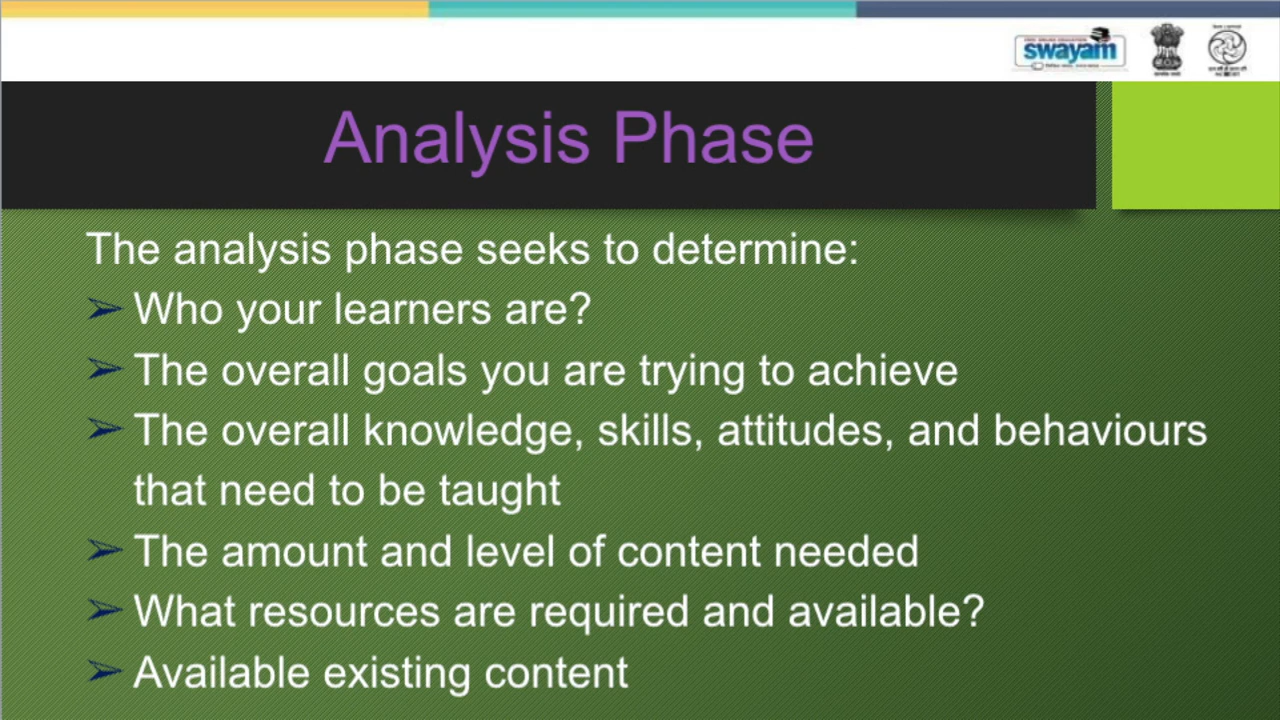 swayam
Analysis Phase
The analysis phase seeks to determine:
➢ Who your learners are?
➢ The overall goals you are trying to achieve
➢ The overall knowledge, skills, attitudes, and behaviours
that need to be taught
➢ The amount and level of content needed
➢ What resources are required and available?
➢ Available existing content